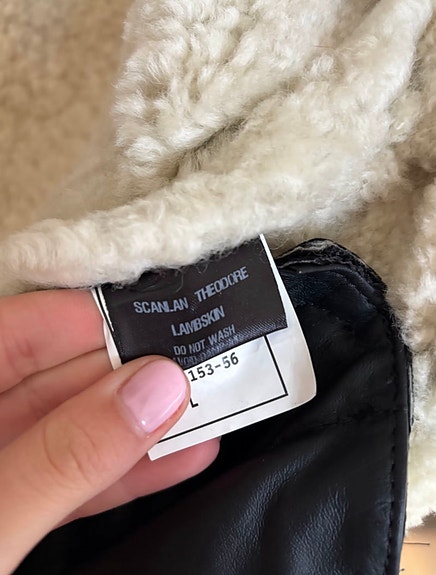 SCANLAN THEODORE
LAMBSKIN
DO NOT WASH
153-56
L